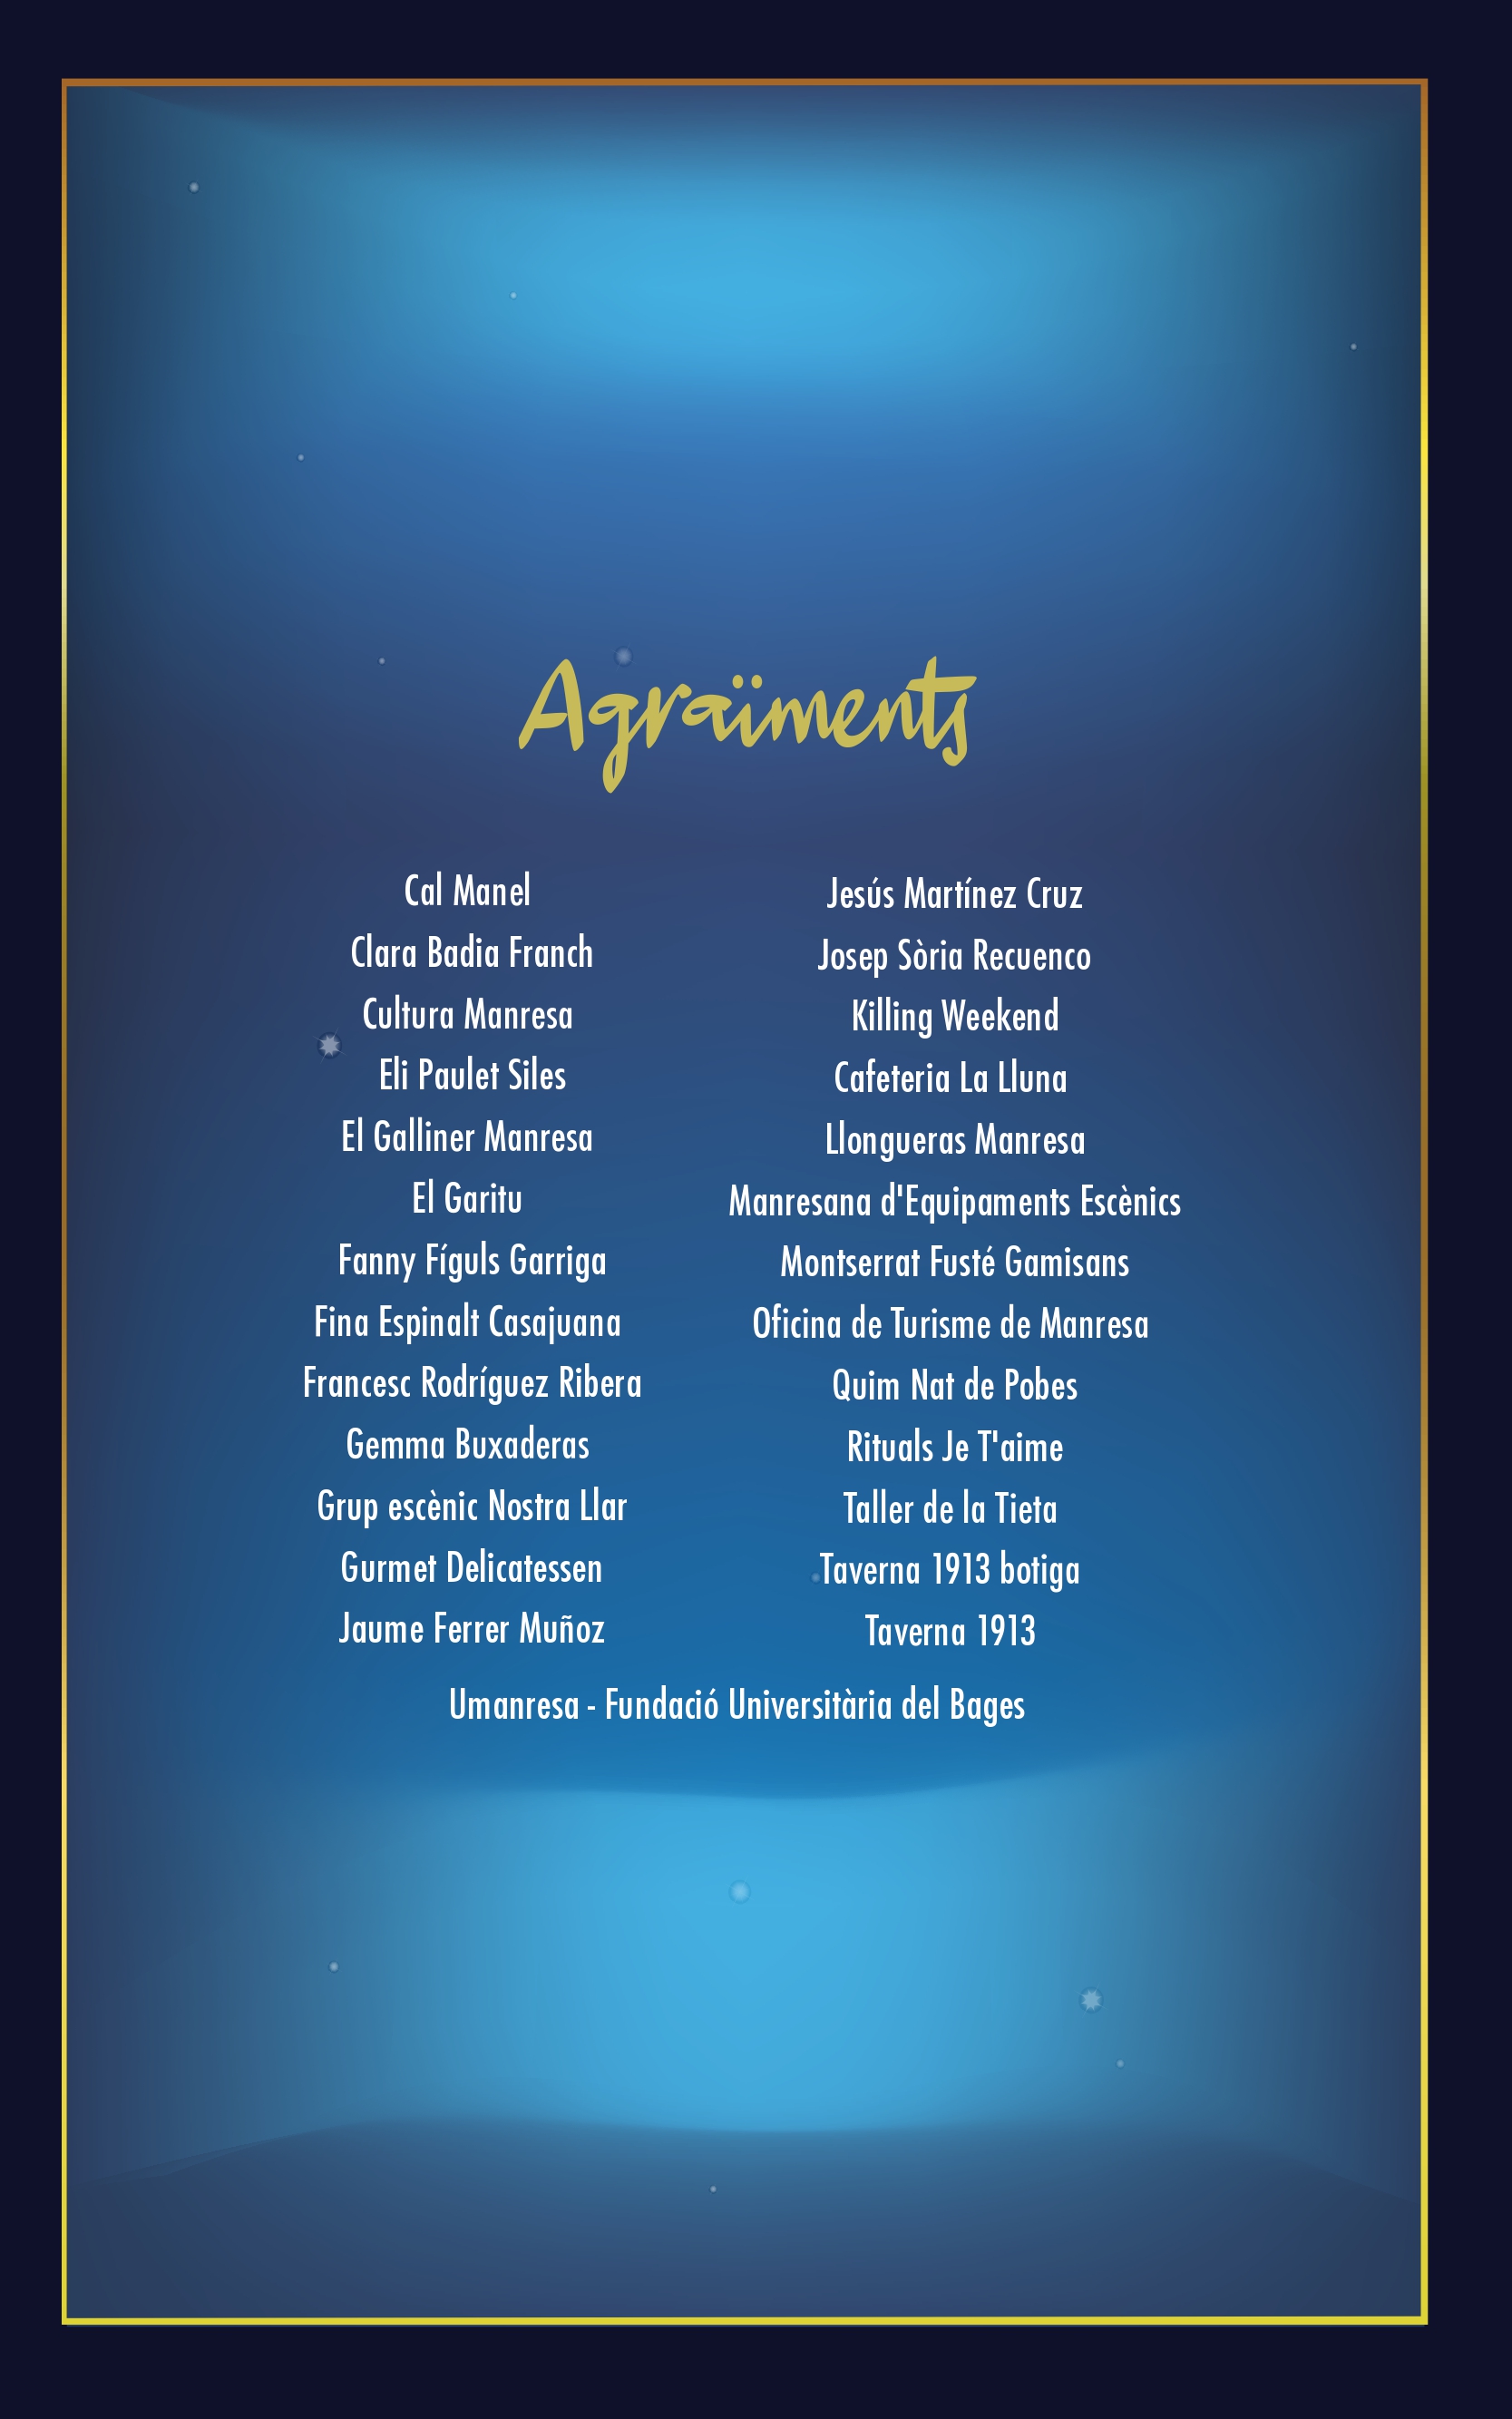 Agraïments
Cal Manel
Clara Badia Franch
Cultura Manresa
Eli Paulet Siles
El Galliner Manresa
El Garitu
Fanny Fíguls Garriga
Fina Espinalt Casajuana
Francesc Rodríguez Ribera
Gemma Buxaderas
Grup escènic Nostra Llar
Gurmet Delicatessen
Jaume Ferrer Muñoz
Jesús Martínez Cruz
Josep Sòria Recuenco
Killing Weekend
Cafeteria La Lluna
Llongueras Manresa
Manresana d'Equipaments Escènics
Montserrat Fusté Gamisans
Oficina de Turisme de Manresa
Quim Nat de Pobes
Rituals Je T'aime
Taller de la Tieta
Taverna 1913 botiga
Taverna 1913
Umanresa - Fundació Universitària del Bages